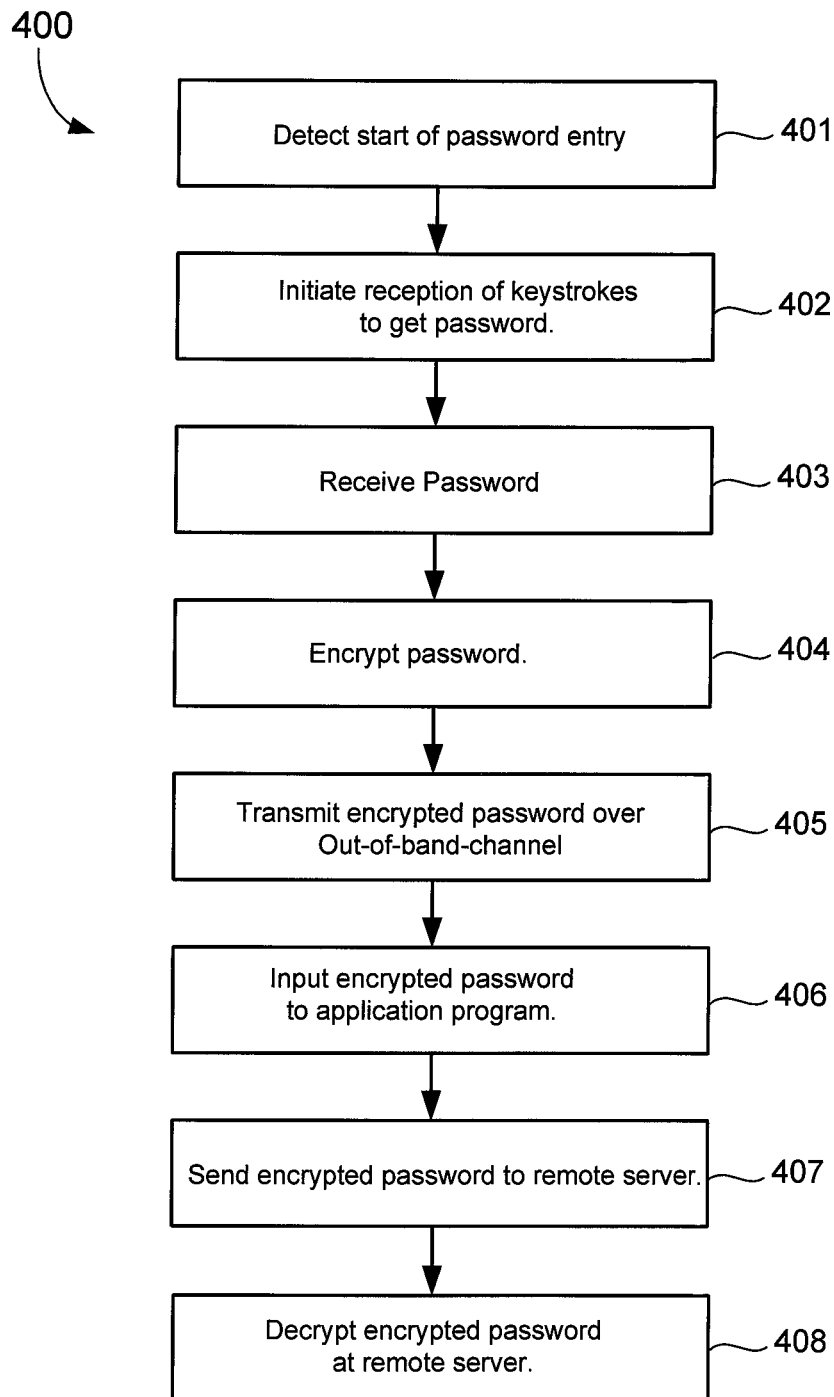 400
Detect start of password entry
401
Initiate reception of keystrokes
to get password.
402
Receive Password
403
Encrypt password.
404
Transmit encrypted password over
Out-of-band-channel
405
Input encrypted password
to application program.
406
Send encrypted password to remote server.
407
Decrypt encrypted password
at remote server.
408